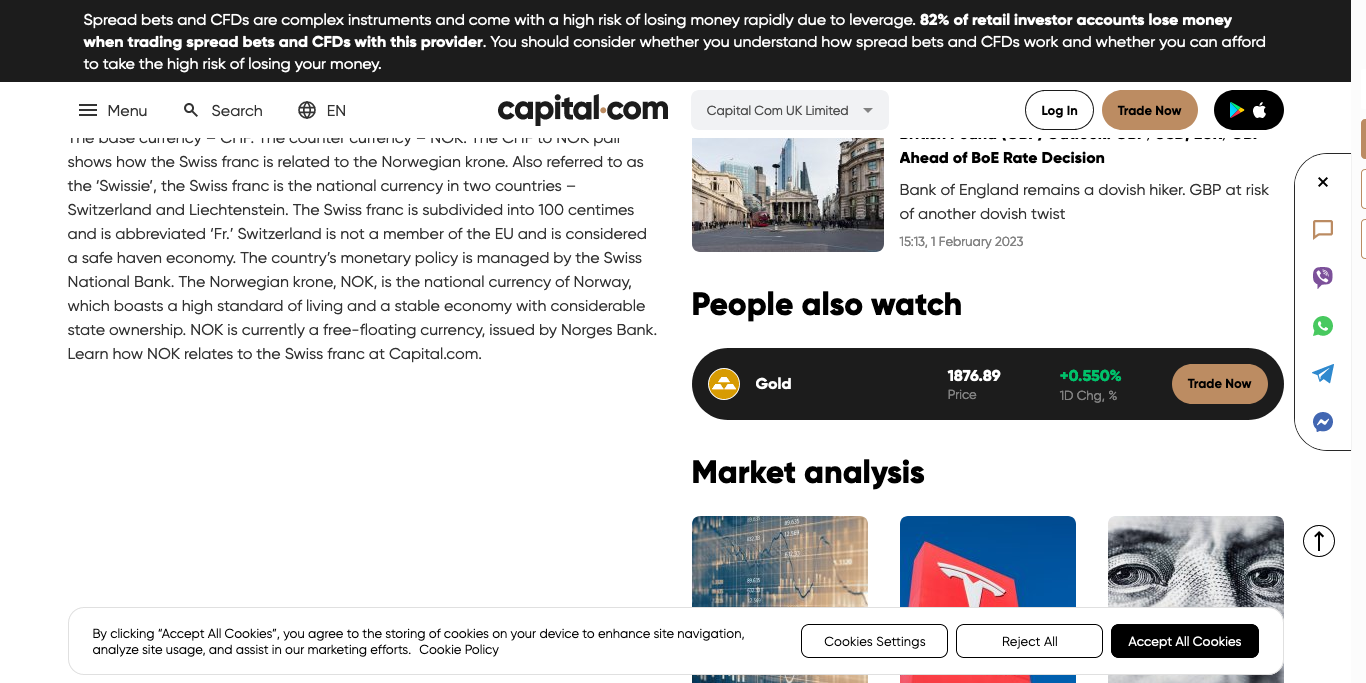 Spread bets and CFDs are complex instruments and come with a high risk of losing money rapidly due to leverage. 82% of retail investor accounts lose money
when trading spread bets and CFDs with this provider. You should consider whether you understand how spread bets and CFDs work and whether you can afford
to take the high risk of losing your money.
Menu
Search
EN
capital.com
Capital Com UK Limited
Log In
Trade Now
The base currency – CHF. The counter currency – NOK. The CHF to NOK pair
shows how the Swiss franc is related to the Norwegian krone. Also referred to as
the ‘Swissie’, the Swiss franc is the national currency in two countries –
Switzerland and Liechtenstein. The Swiss franc is subdivided into 100 centimes
and is abbreviated ‘Fr.’ Switzerland is not a member of the EU and is considered
a safe haven economy. The country’s monetary policy is managed by the Swiss
National Bank. The Norwegian krone, NOK, is the national currency of Norway,
which boasts a high standard of living and a stable economy with considerable
state ownership. NOK is currently a free-floating currency, issued by Norges Bank.
Learn how NOK relates to the Swiss franc at Capital.com.
Ahead of BoE Rate Decision
Bank of England remains a dovish hiker. GBP at risk
of another dovish twist
15:13, 1 February 2023
People also watch
Gold
1876.89
Price
+0.550%
1D Chg, %
Trade Now
Market analysis
By clicking “Accept All Cookies”, you agree to the storing of cookies on your device to enhance site navigation,
analyze site usage, and assist in our marketing efforts. Cookie Policy
Cookies Settings
Reject All
Accept All Cookies